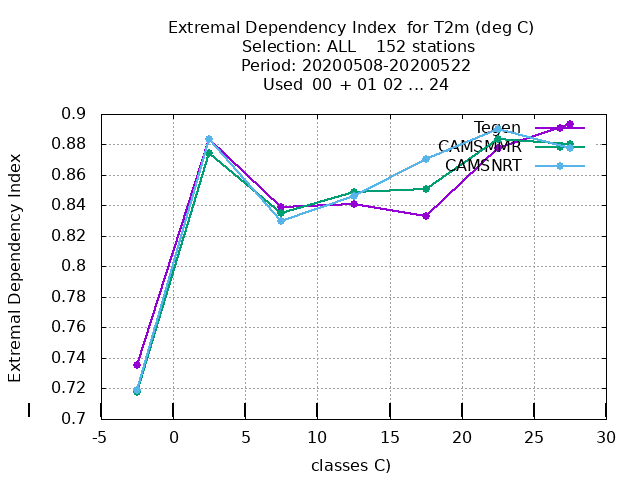 Extremal Dependency Index for T2m (deg C)
Selection: ALL 152 stations
Period: 20200508-20200522
Used 00 + 01 02 ... 24
0.9
0.88
0.86
0.84
0.82
0.8
0.78
0.76
0.74
0.72
0.7
Extremal Dependency Index
Tegen
CAMSMMR
CAMSNRT
-5
0
5
10
15
20
25
30
classes C)